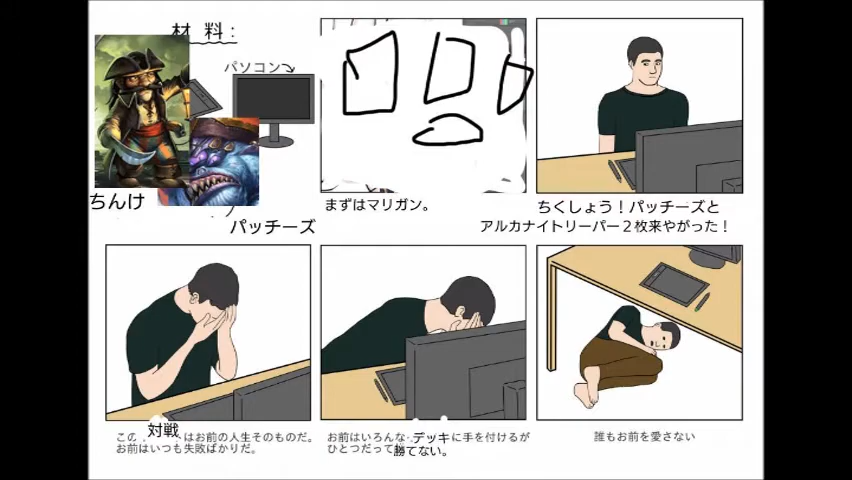 材料:
パソコン
ちんけ
パッチーズ
まずはマリガン。
ちくしょう！パッチーズと
アルカナイトリーパー２枚来やがった！
この対戦はお前の人生そのものだ。
お前はいつも失敗ばかりだ。
お前はいろんなデッキに手を付けるが
ひとつだって勝てない。
誰もお前を愛さない